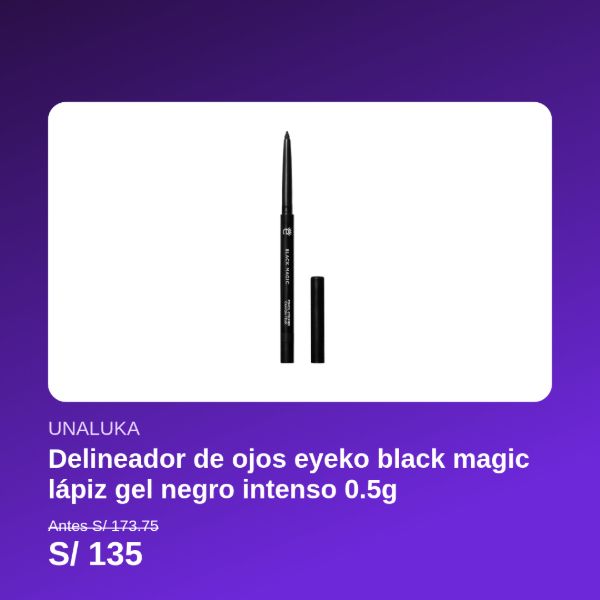 BLACK MAGIC
UNALUKA
Delineador de ojos eyeko black magic
lápiz gel negro intenso 0.5g
Antes S/ 173.75
S/ 135